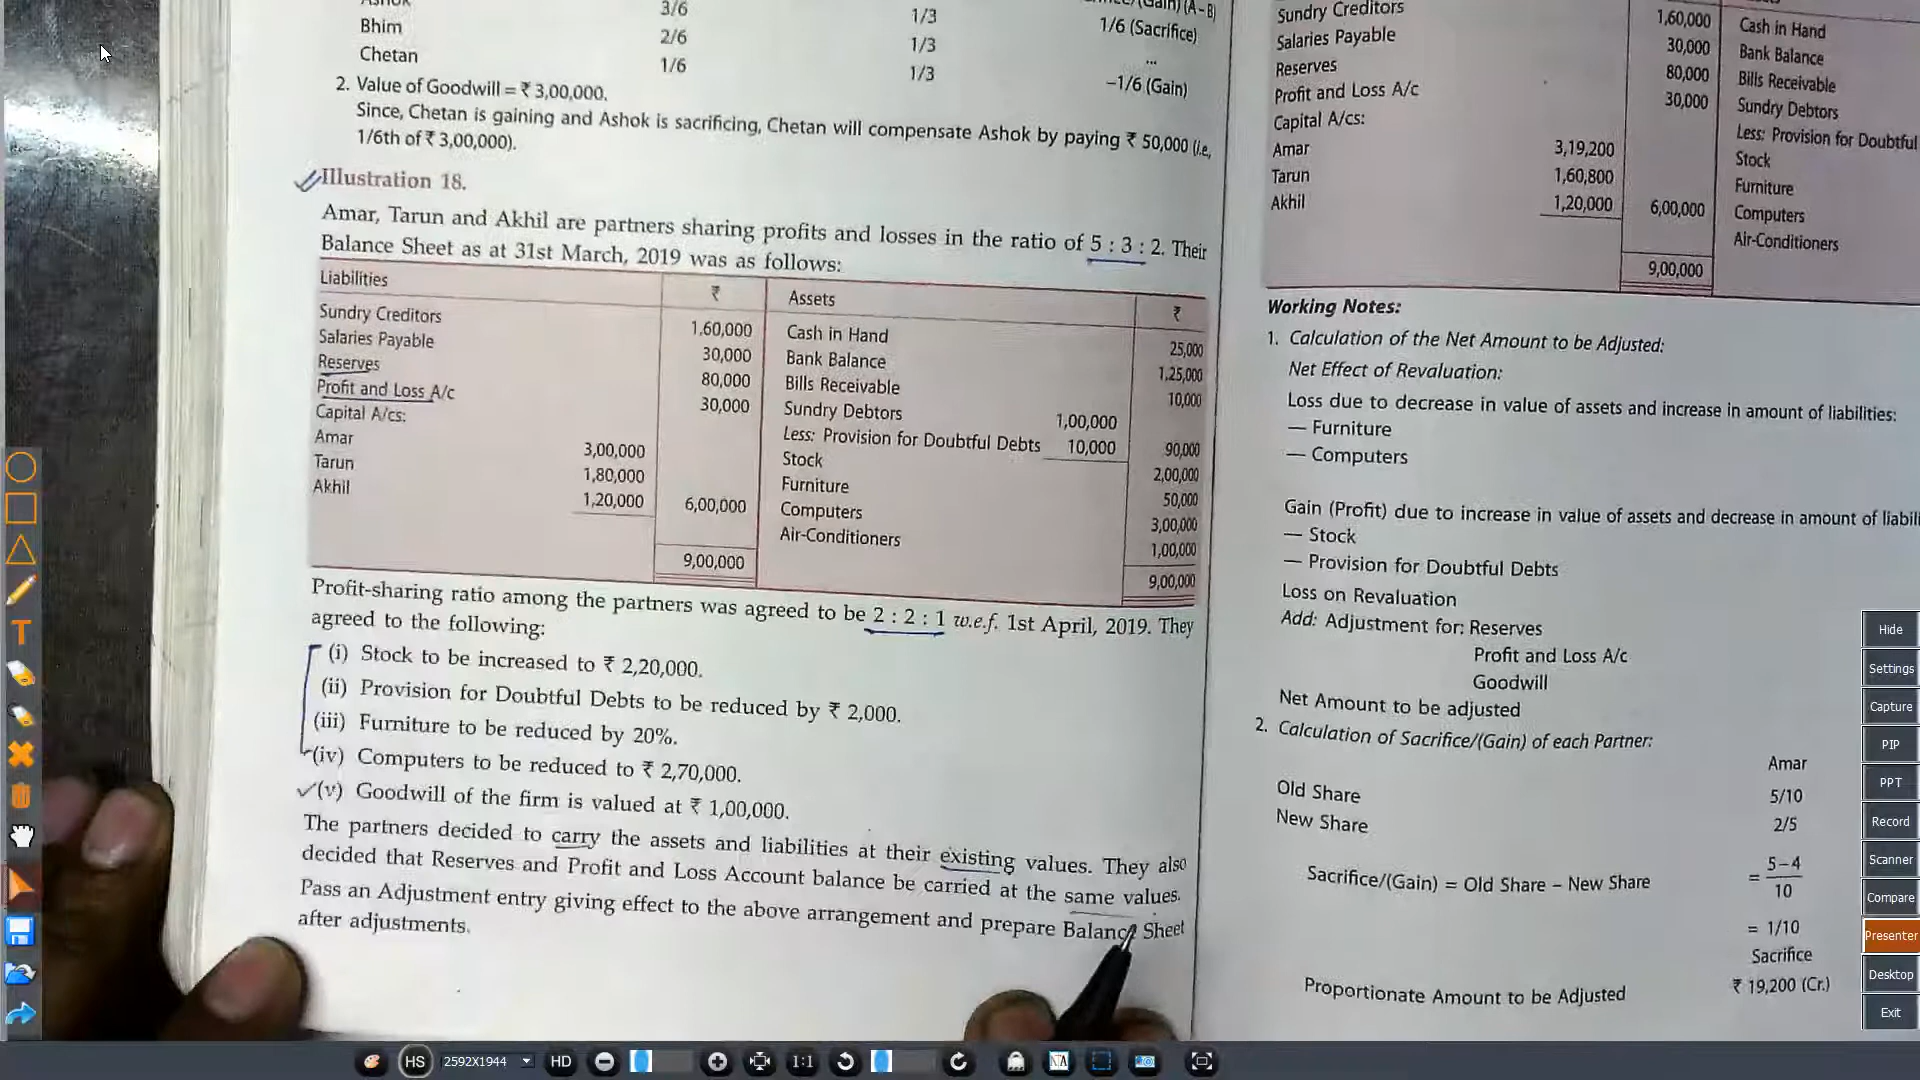 3/6
1/3
1/6 (Sacrifice)
Bhim
2/6
1/3
...
Chetan
1/6
1/3
–1/6 (Gain)
2. Value of Goodwill = ₹ 3,00,000.
Since, Chetan is gaining and Ashok is sacrificing, Chetan will compensate Ashok by paying ₹ 50,000 (i.e,
1/6th of ₹ 3,00,000).
Illustration 18.
Amar, Tarun and Akhil are partners sharing profits and losses in the ratio of 5 : 3 : 2. Their
Balance Sheet as at 31st March, 2019 was as follows:
Liabilities ₹ Assets ₹
Sundry Creditors 1,60,000 Cash in Hand 25,000
Salaries Payable 30,000 Bank Balance 1,25,000
Reserves 80,000 Bills Receivable 10,000
Profit and Loss A/c 30,000 Sundry Debtors 1,00,000
Capital A/cs: Less: Provision for Doubtful Debts 10,000 90,000
Amar 3,00,000 Stock 2,00,000
Tarun 1,80,000 Furniture 50,000
Akhil 1,20,000 6,00,000 Computers 3,00,000
Air-Conditioners 1,00,000
9,00,000 9,00,000
Profit-sharing ratio among the partners was agreed to be 2 : 2 : 1 w.e.f. 1st April, 2019. They
agreed to the following:
(i) Stock to be increased to ₹ 2,20,000.
(ii) Provision for Doubtful Debts to be reduced by ₹ 2,000.
(iii) Furniture to be reduced by 20%.
(iv) Computers to be reduced to ₹ 2,70,000.
(v) Goodwill of the firm is valued at ₹ 1,00,000.
The partners decided to carry the assets and liabilities at their existing values. They also
decided that Reserves and Profit and Loss Account balance be carried at the same values.
Pass an Adjustment entry giving effect to the above arrangement and prepare Balance Sheet
after adjustments.
Sundry Creditors 1,60,000 Cash in Hand
Salaries Payable 30,000 Bank Balance
Reserves 80,000 Bills Receivable
Profit and Loss A/c 30,000 Sundry Debtors
Capital A/cs: Less: Provision for Doubtful
Amar 3,19,200 Stock
Tarun 1,60,800 Furniture
Akhil 1,20,000 6,00,000 Computers
Air-Conditioners
9,00,000
Working Notes:
1. Calculation of the Net Amount to be Adjusted:
Net Effect of Revaluation:
Loss due to decrease in value of assets and increase in amount of liabilities:
— Furniture
— Computers
Gain (Profit) due to increase in value of assets and decrease in amount of
— Stock
— Provision for Doubtful Debts
Loss on Revaluation
Add: Adjustment for: Reserves
Profit and Loss A/c
Goodwill
Net Amount to be adjusted
2. Calculation of Sacrifice/(Gain) of each Partner:
Amar
Old Share 5/10
New Share 2/5
Sacrifice/(Gain) = Old Share – New Share = 5–4/10
= 1/10
Sacrifice
Proportionate Amount to be Adjusted ₹ 19,200 (Cr.)
Hide
Settings
Capture
PIP
PPT
Record
Scanner
Compare
Presenter
Desktop
Exit
T
HS 2592X1944 HD 1:1